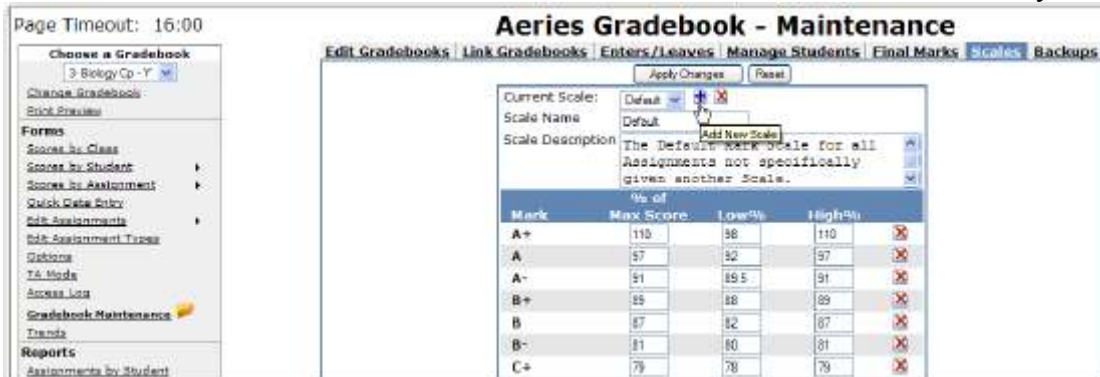 Page Timeout: 16:00
Aeries Gradebook - Maintenance
Choose a Gradebook
3- Biology Cp - Y
Change Gradebook
Print Preview
Forms
Scores by Class
Scores by Student
Scores by Assignment
Quick Data Entry
Edit Assignments
Edit Assignment Types
Options
TA Mode
Access Log
Gradebook Maintenance
Trends
Reports
Assignments by Student
Edit Gradebooks Link Gradebooks Enters/Leaves Manage Students Final Marks Scales Backups
Apply Changes Reset
Current Scale: Default
Scale Name Default
Add New Scale
Scale Description The Default Mark Scale for all
Assignments not specifically
given another Scale.
Mark % of Max Score Low% High%
A+ 110 98 110
A 97 92 97
A- 91 89.5 91
B+ 89 88 89
B 87 82 87
B- 81 80 81
C+ 79 78 79